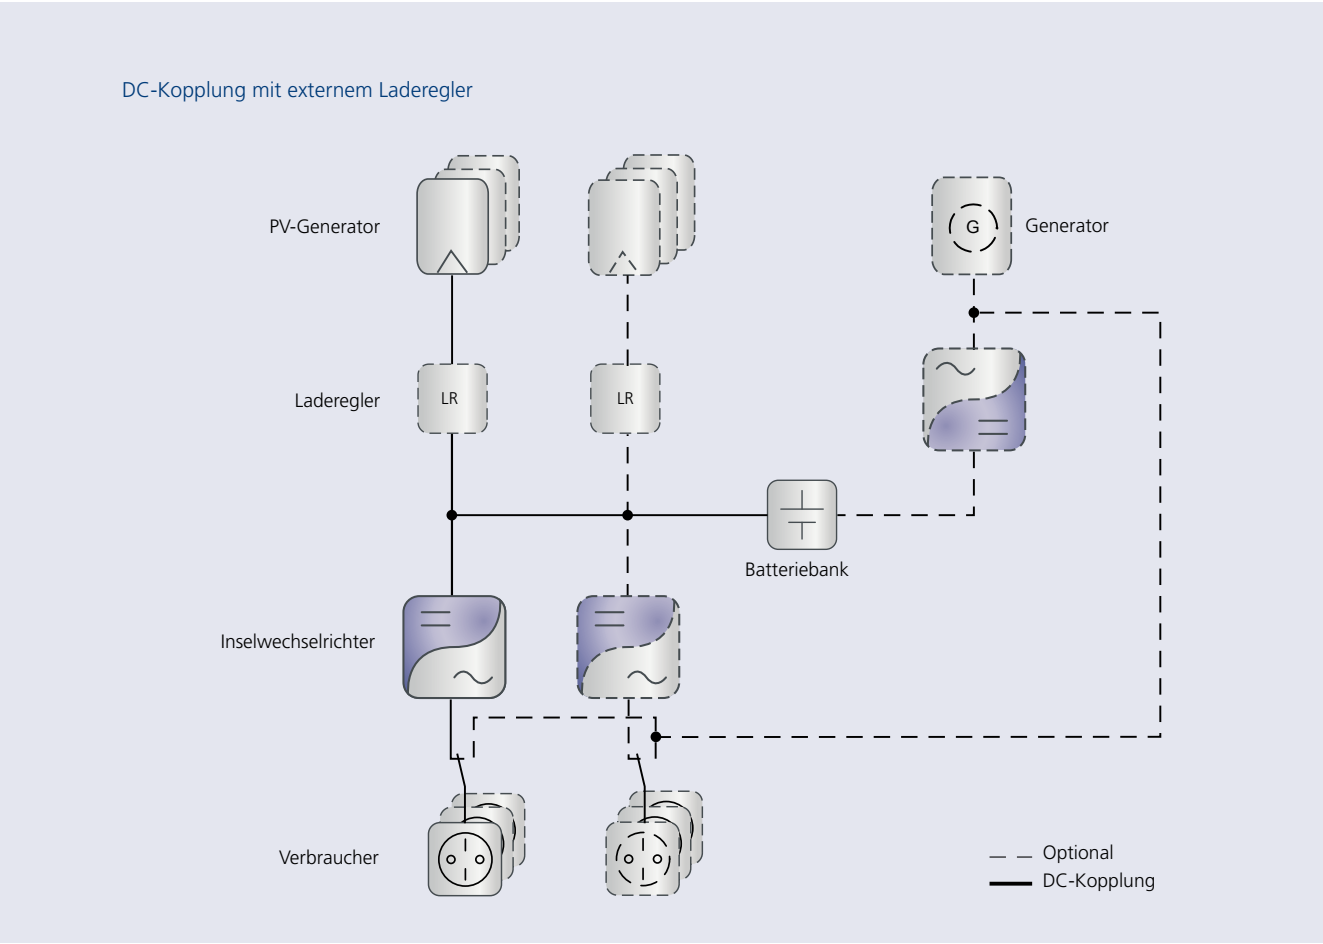 DC-Kopplung mit externem Laderegler
PV-Generator
G
Generator
Laderegler
LR
LR
Batteriebank
Inselwechselrichter
Verbraucher
Optional
DC-Kopplung